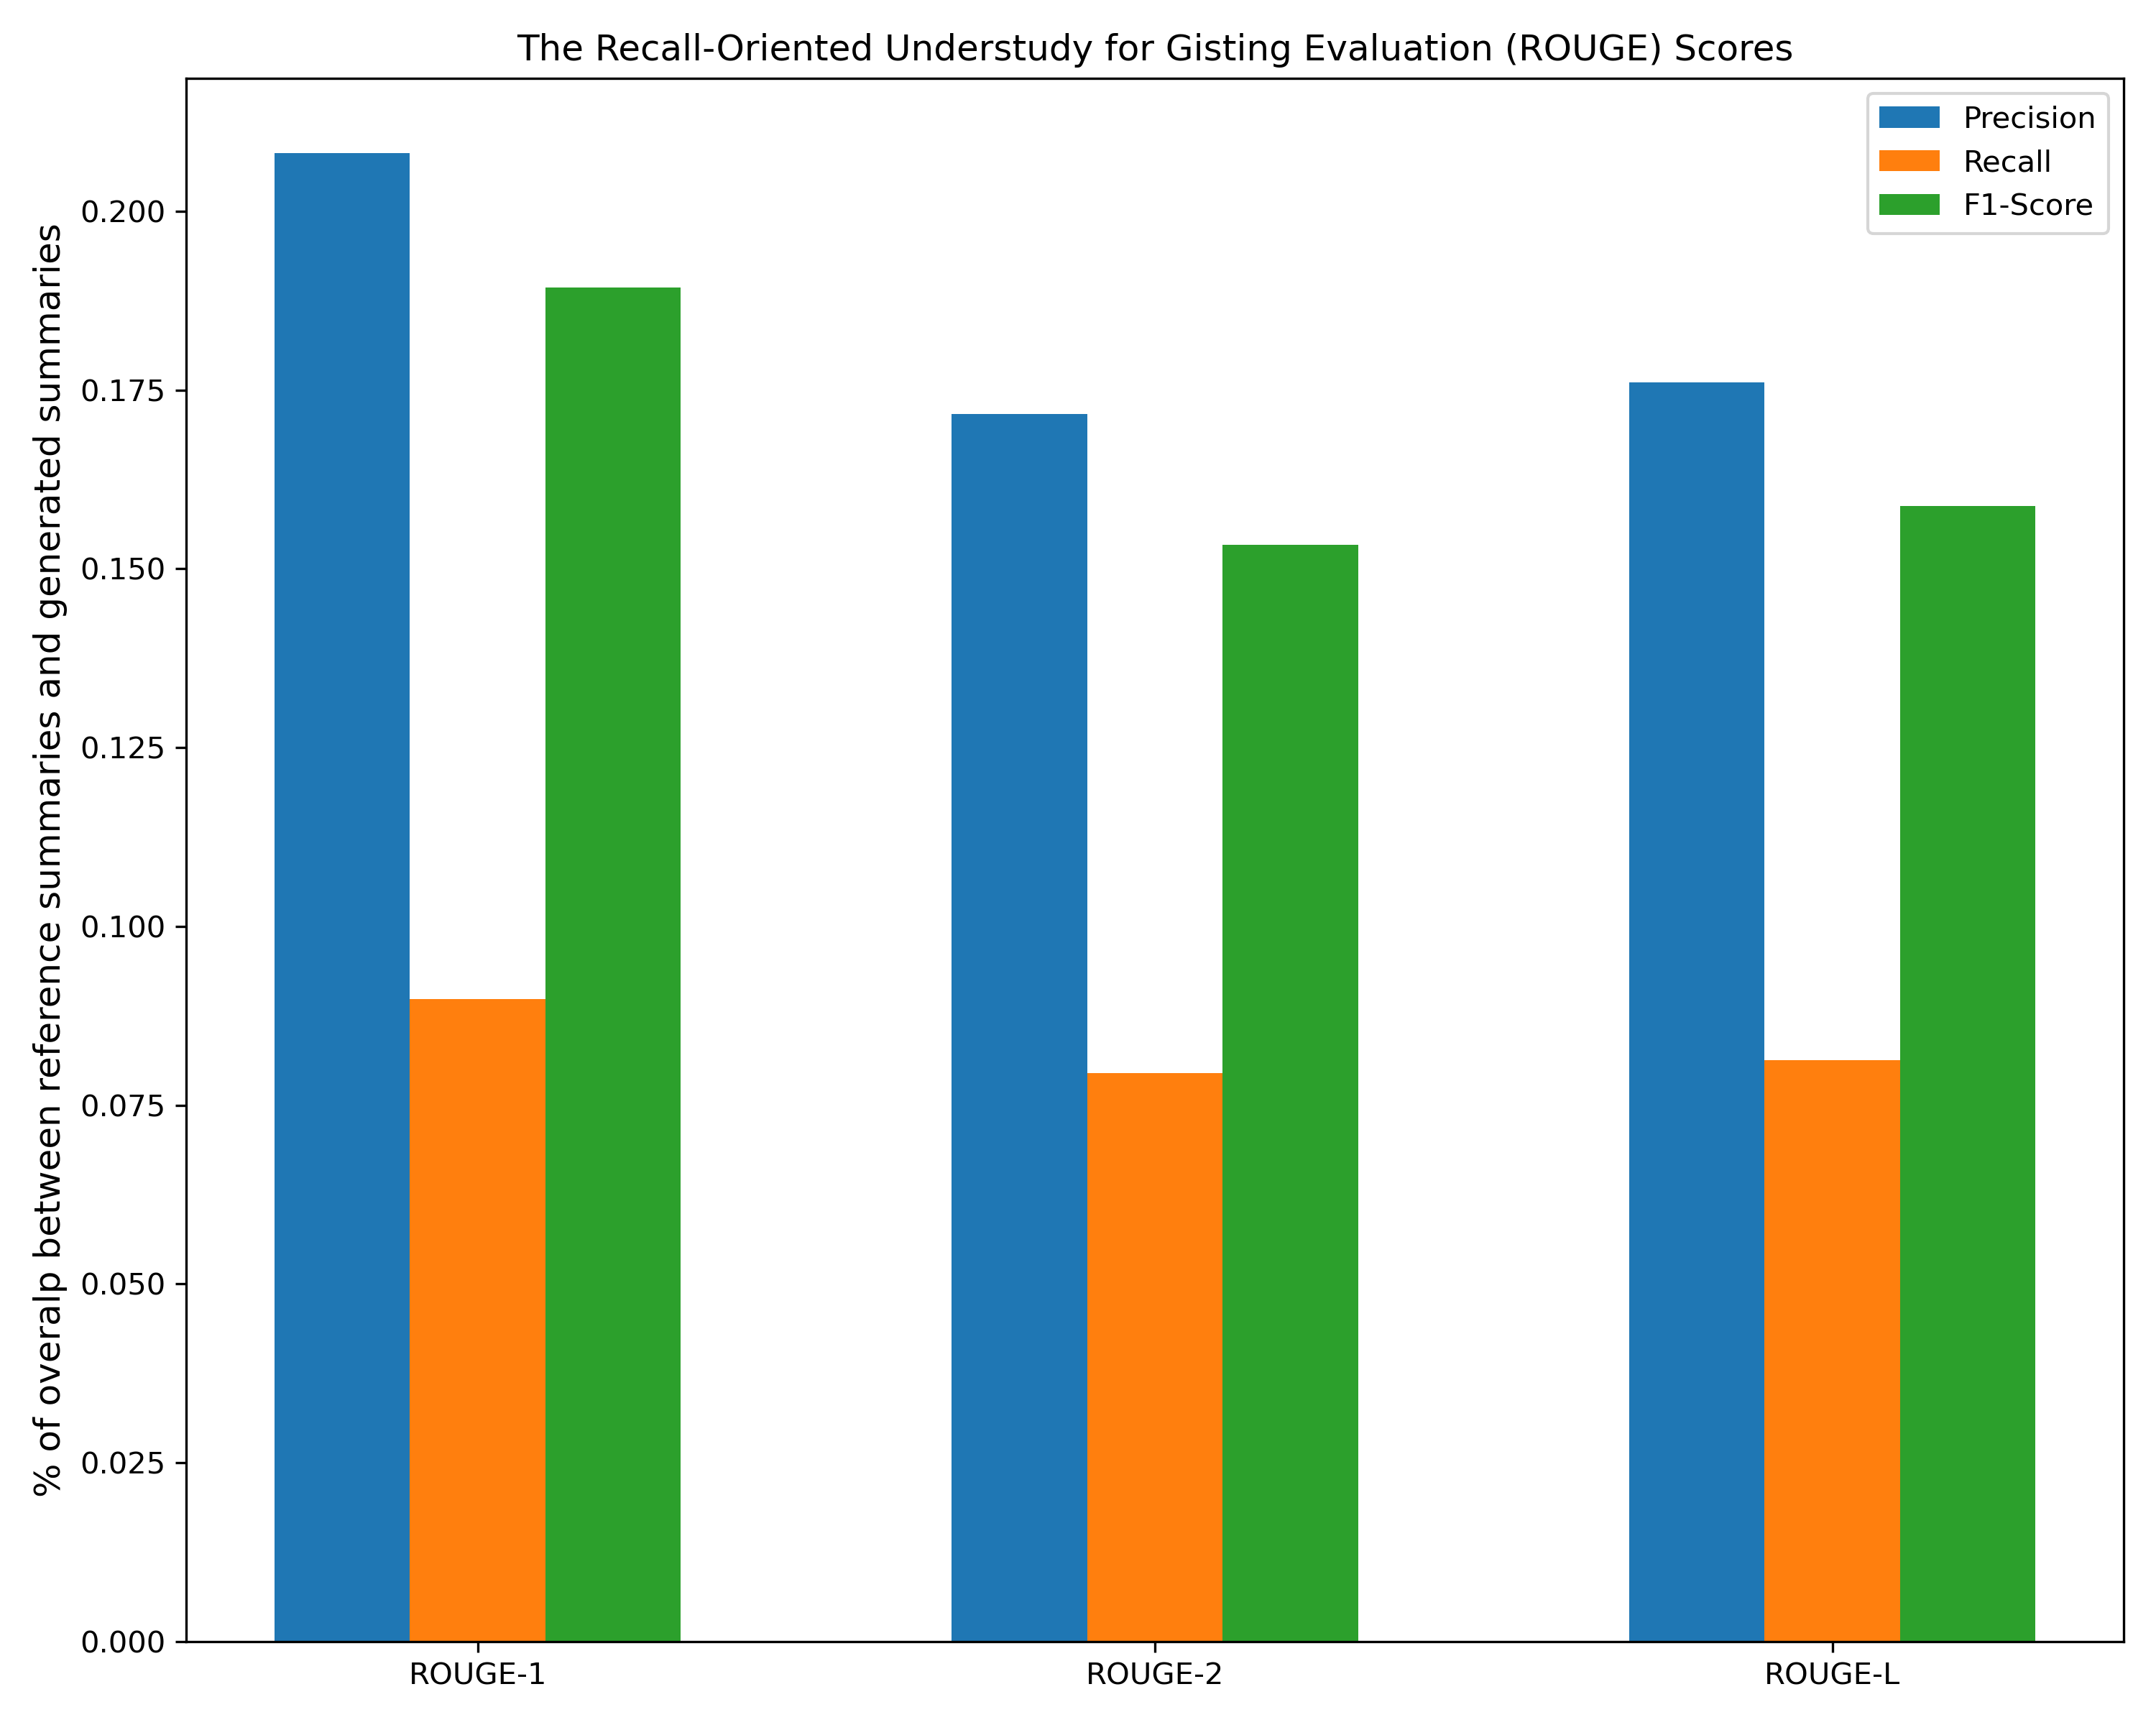 The Recall-Oriented Understudy for Gisting Evaluation (ROUGE) Scores
Precision
Recall
F1-Score
% of overalp between reference summaries and generated summaries
0.200
0.175
0.150
0.125
0.100
0.075
0.050
0.025
0.000
ROUGE-1
ROUGE-2
ROUGE-L